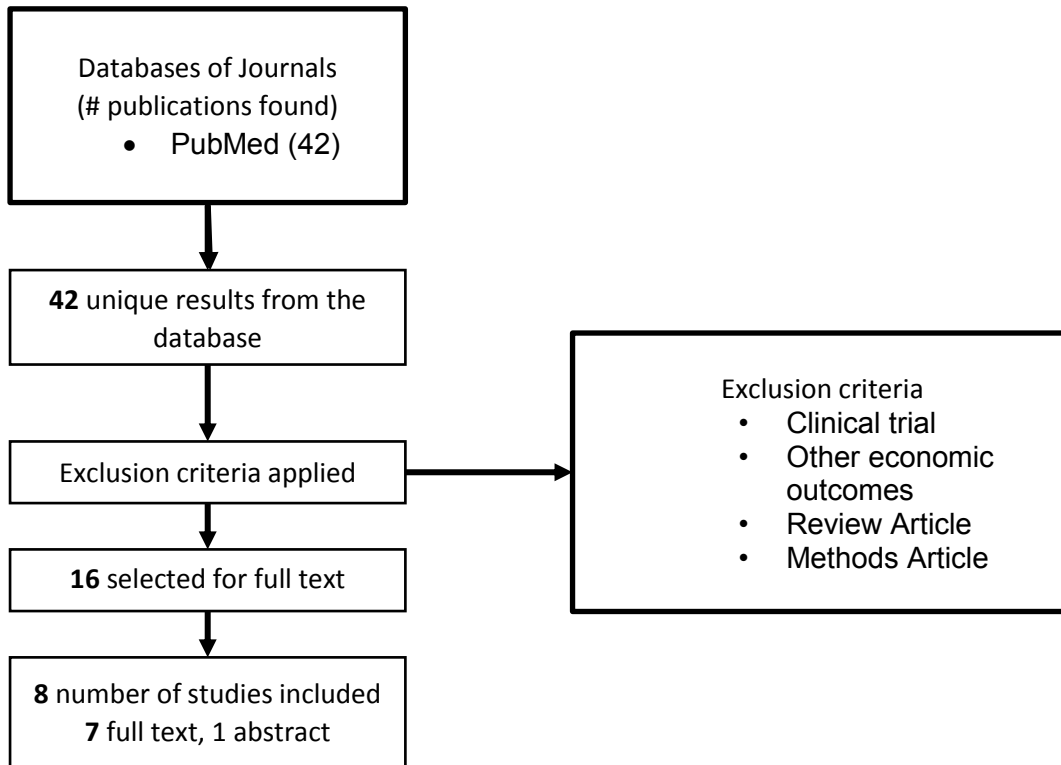 Databases of Journals
(# publications found)
• PubMed (42)
42 unique results from the
database
Exclusion criteria applied
Exclusion criteria
• Clinical trial
• Other economic
outcomes
• Review Article
• Methods Article
16 selected for full text
8 number of studies included
7 full text, 1 abstract